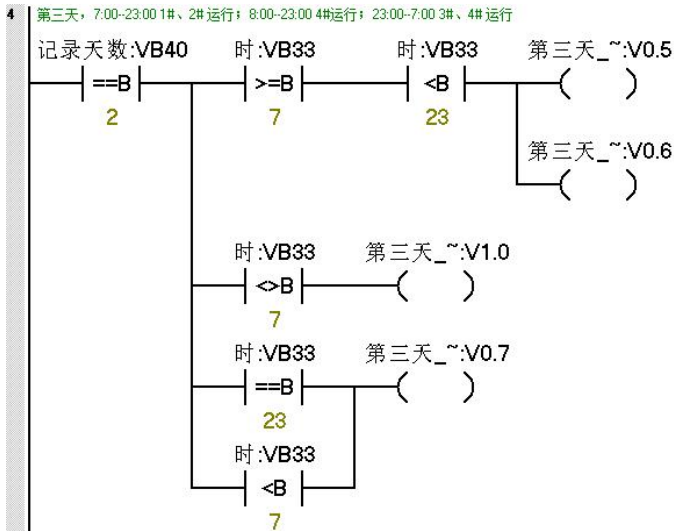 4 第三天，7:00--23:00 1#、2# 运行；8:00--23:00 4#运行；23:00--7:00 3#、4# 运行
记录天数:VB40 时:VB33 时:VB33 第三天_~:V0.5
==B >=B <B
2 7 23
第三天_~:V0.6
时:VB33 第三天_~:V1.0
<>B
7
时:VB33 第三天_~:V0.7
==B
23
时:VB33
<B
7